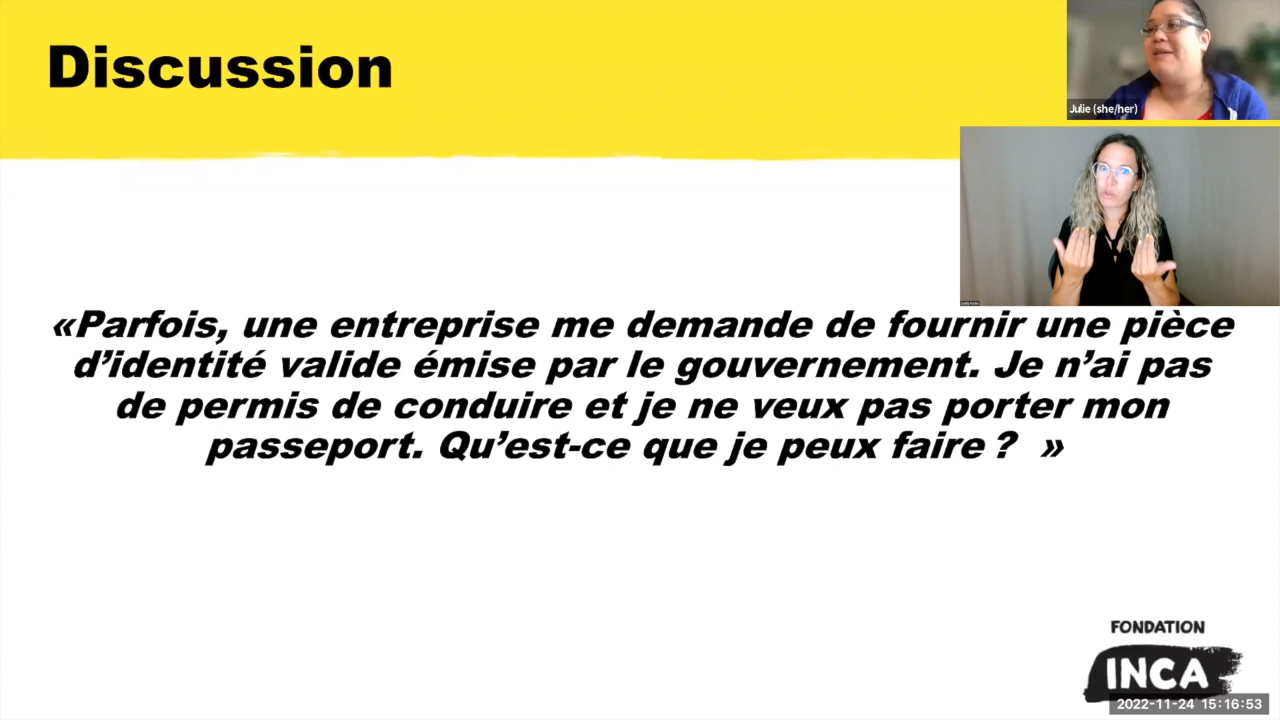 Discussion
Julie (she/her)
«Parfois, une entreprise me demande de fournir une pièce
d’identité valide émise par le gouvernement. Je n’ai pas
de permis de conduire et je ne veux pas porter mon
passeport. Qu’est-ce que je peux faire ?  »
FONDATION
INCA
2022-11-24 15:16:53